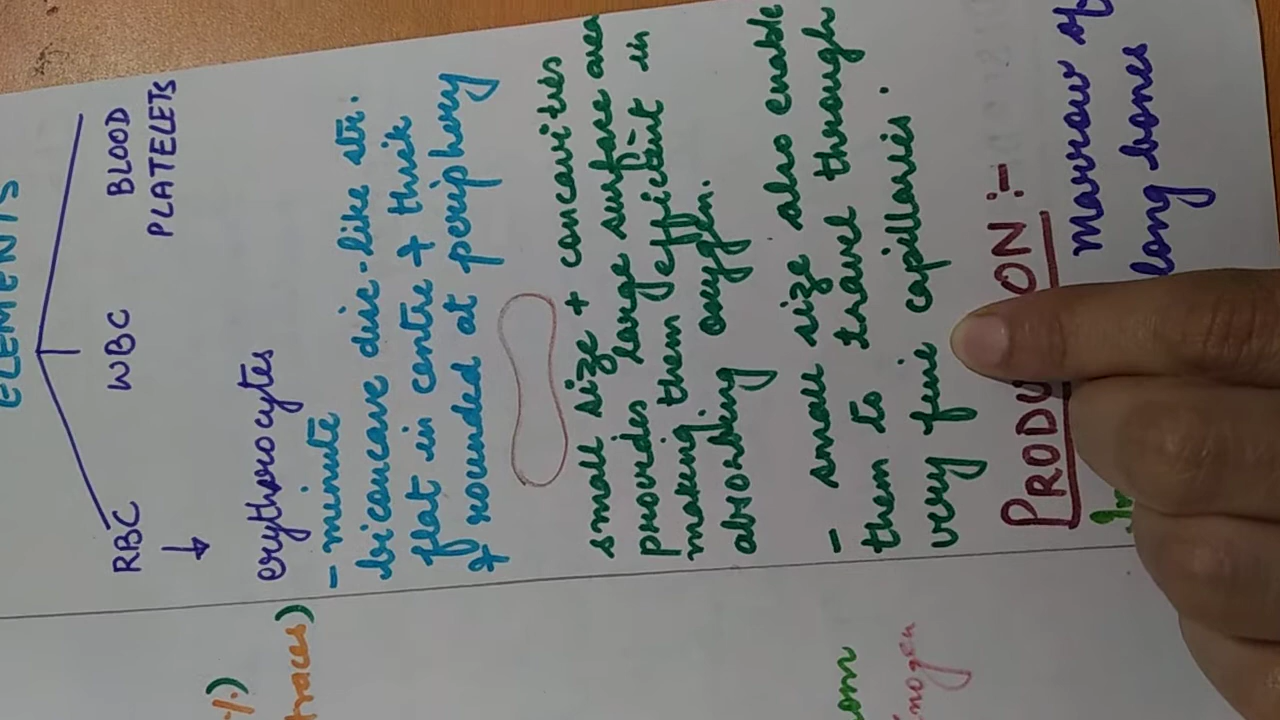 ELEMENTS
RBC WBC BLOOD PLATELETS
↓
erythrocytes
- minute
biconcave disc-like str.
flat in centre & thick
& rounded at periphery
small size + concavities
provides large surface area
making them efficient in
absorbing oxygen.
- small size also enable
them to travel through
very fine capillaries.
PRODU ON :-
Marrow of
long bones
%)
traces)